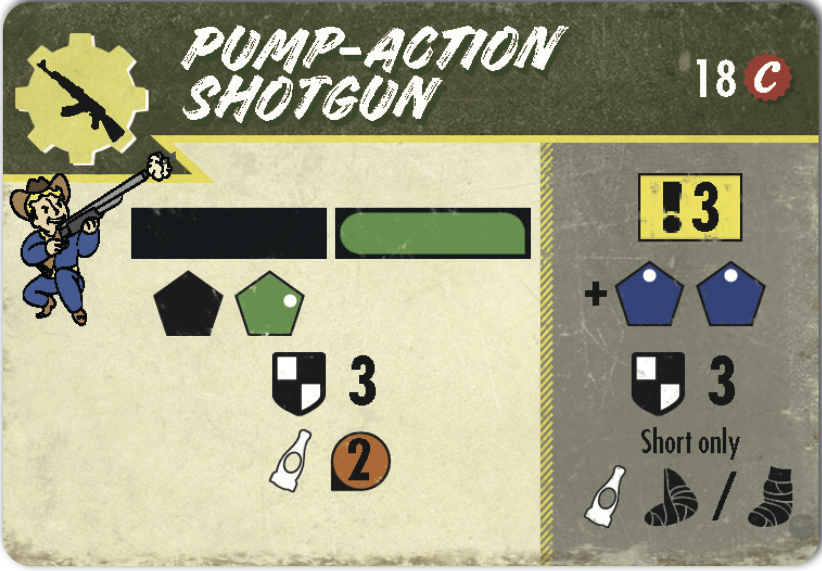 PUMP-ACTION
SHOTGUN
18 C
! 3
+
3
3
2
Short only
/